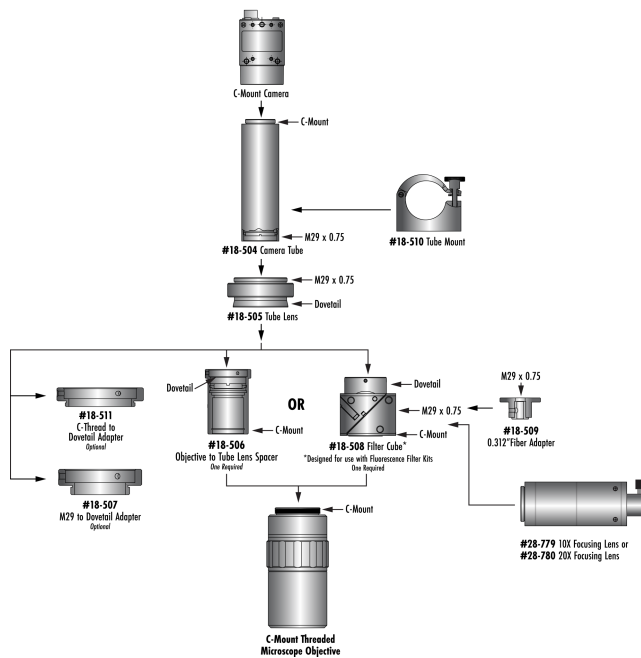 C-Mount Camera
C-Mount
M29 x 0.75
#18-504 Camera Tube
#18-510 Tube Mount
M29 x 0.75
Dovetail
#18-505 Tube Lens
#18-511
C-Thread to
Dovetail Adapter
Optional
#18-507
M29 to Dovetail Adapter
Optional
Dovetail
C-Mount
#18-506
Objective to Tube Lens Spacer
One Required
OR
Dovetail
M29 x 0.75
C-Mount
#18-508 Filter Cube*
*Designed for use with Fluorescence Filter Kits
One Required
M29 x 0.75
#18-509
0.312"Fiber Adapter
#28-779 10X Focusing Lens or
#28-780 20X Focusing Lens
C-Mount
C-Mount Threaded
Microscope Objective